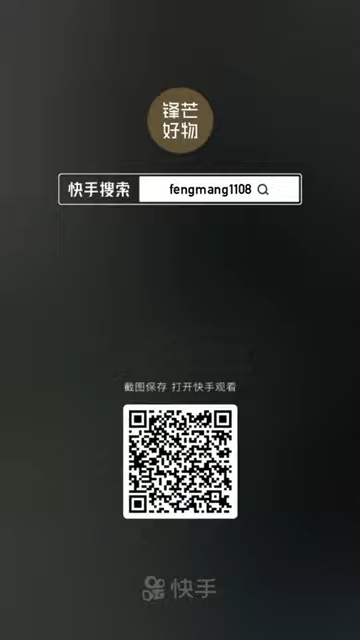 锋芒
好物
快手搜索 fengmang1108
截图保存 打开快手观看
快手